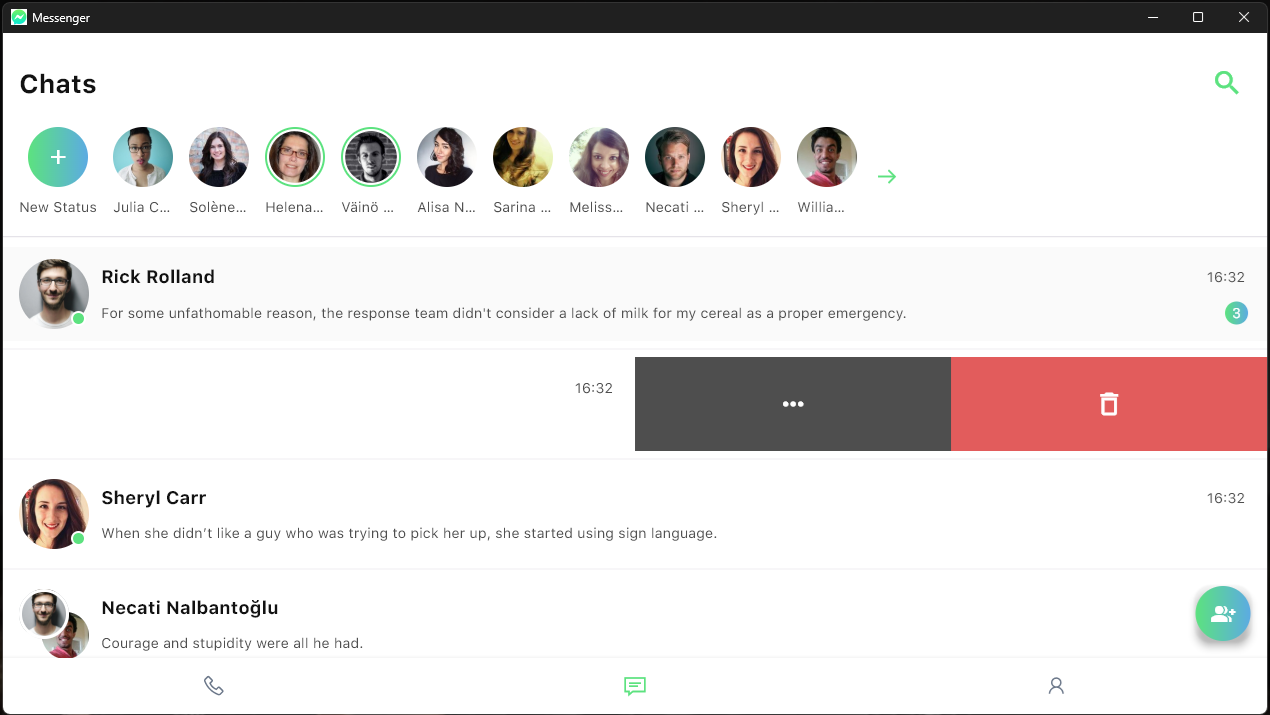 Messenger
Chats
New Status
Julia C...
Solène...
Helena...
Väinö ...
Alisa N...
Sarina ...
Meliss...
Necati ...
Sheryl ...
Willia...
Rick Rolland
16:32
For some unfathomable reason, the response team didn't consider a lack of milk for my cereal as a proper emergency.
3
16:32
Sheryl Carr
16:32
When she didn’t like a guy who was trying to pick her up, she started using sign language.
Necati Nalbantoğlu
Courage and stupidity were all he had.